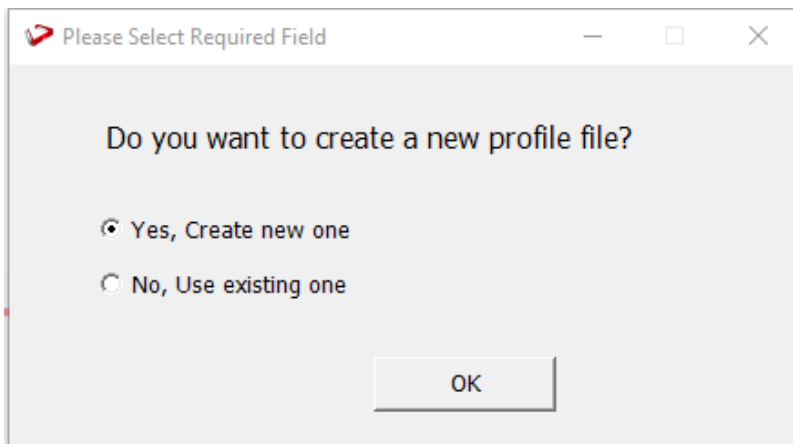 Please Select Required Field
Do you want to create a new profile file?
Yes, Create new one
No, Use existing one
OK